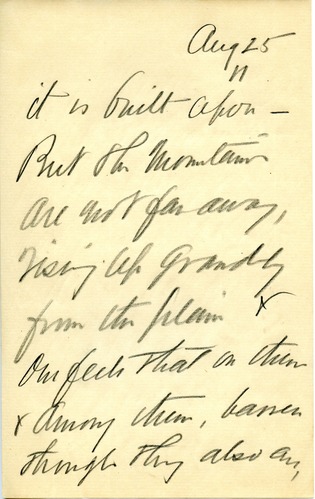 Aug 25
"
it is built upon —
But the Mountains
are not far away,
rising up grandly
from the plain x
One feels that on them
x Among them, barren
though they also are,